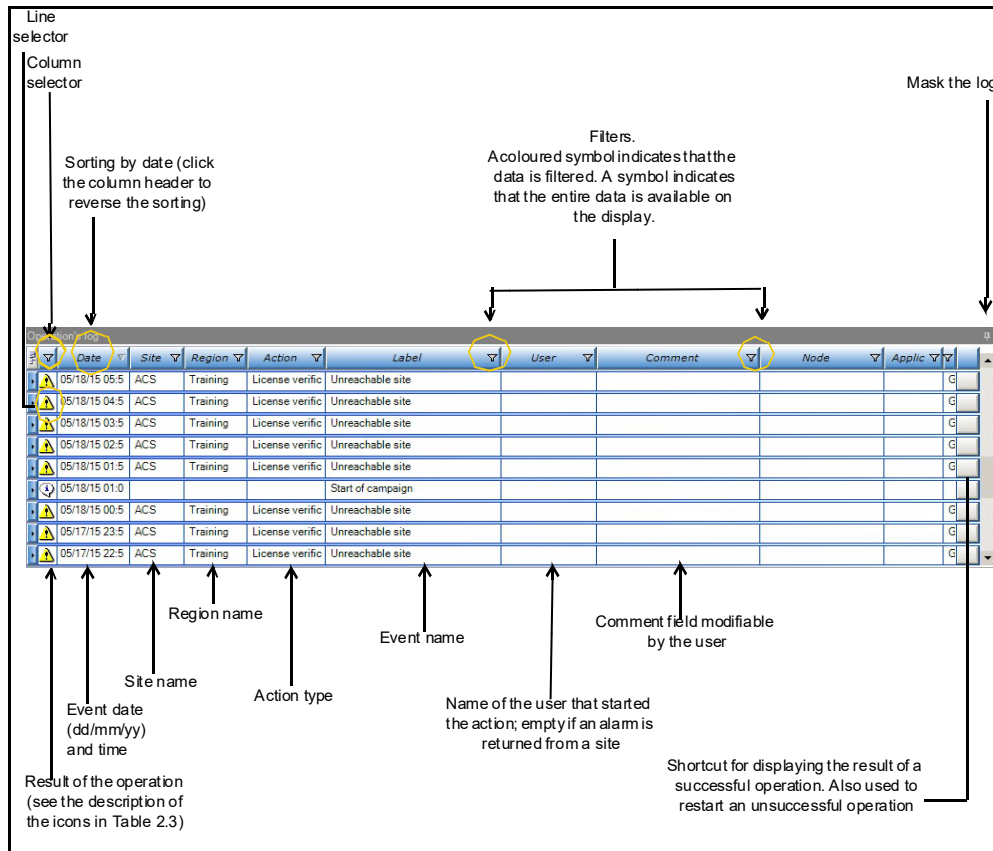 Line
selector
Column
selector
Mask the log
Sorting by date (click
the column header to
reverse the sorting)
Filters.
Acoloured symbol indicates that the
data is filtered. A symbol indicates
that the entire data is available on
the display.
Operation's log
Date Site Region Action Label User Comment Node Applic
05/18/15 05:5 ACS Training License verific Unreachable site G
05/18/15 04:5 ACS Training License verific Unreachable site G
05/18/15 03:5 ACS Training License verific Unreachable site G
05/18/15 02:5 ACS Training License verific Unreachable site G
05/18/15 01:5 ACS Training License verific Unreachable site G
05/18/15 01:0 Start of campaign
05/18/15 00:5 ACS Training License verific Unreachable site G
05/17/15 23:5 ACS Training License verific Unreachable site G
05/17/15 22:5 ACS Training License verific Unreachable site G
Region name
Event name
Comment field modifiable
by the user
Site name
Action type
Event date
(dd/mm/yy)
and time
Name of the user that started
the action; empty if an alarm is
returned from a site
Result of the operation
(see the description of
the icons in Table 2.3)
Shortcut for displaying the result of a
successful operation. Also used to
restart an unsuccessful operation